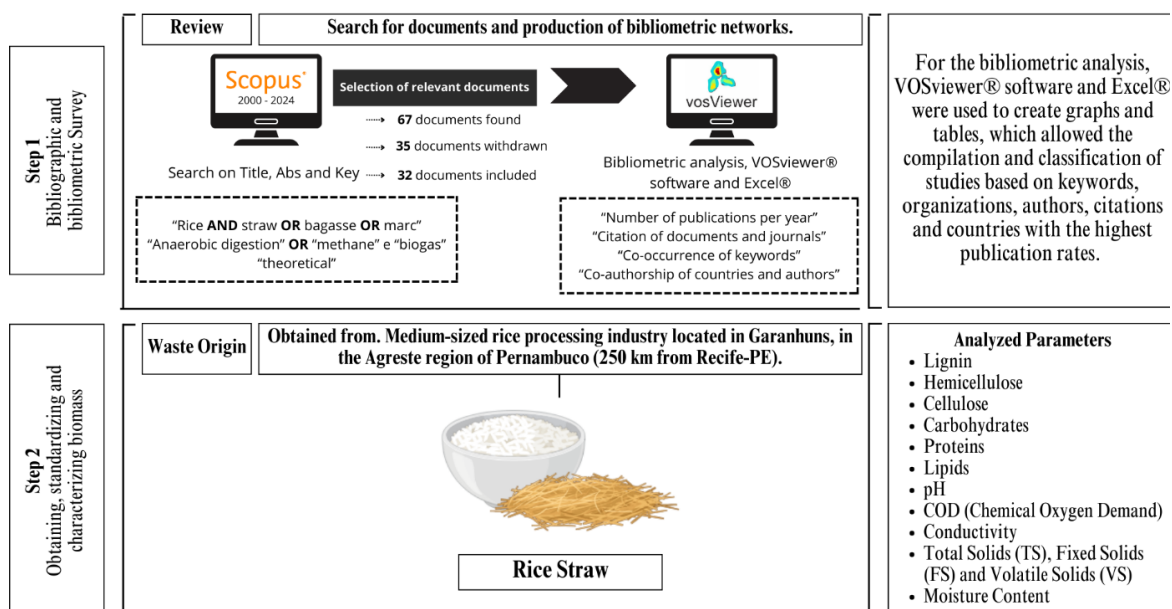 Step 1
Bibliographic and
bibliometric Survey
Review
Search for documents and production of bibliometric networks.
Scopus®
2000 - 2024
Selection of relevant documents
67 documents found
35 documents withdrawn
32 documents included
Search on Title, Abs and Key
“Rice AND straw OR bagasse OR marc”
“Anaerobic digestion” OR “methane” e “biogas”
“theoretical”
vosViewer
Bibliometric analysis, VOSviewer®
software and Excel®
“Number of publications per year”
“Citation of documents and journals”
“Co-occurrence of keywords”
“Co-authorship of countries and authors”
For the bibliometric analysis,
VOSviewer® software and Excel®
were used to create graphs and
tables, which allowed the
compilation and classification of
studies based on keywords,
organizations, authors, citations
and countries with the highest
publication rates.
Step 2
Obtaining, standardizing and
characterizing biomass
Waste Origin
Obtained from. Medium-sized rice processing industry located in Garanhuns, in
the Agreste region of Pernambuco (250 km from Recife-PE).
Rice Straw
Analyzed Parameters
• Lignin
• Hemicellulose
• Cellulose
• Carbohydrates
• Proteins
• Lipids
• pH
• COD (Chemical Oxygen Demand)
• Conductivity
• Total Solids (TS), Fixed Solids
(FS) and Volatile Solids (VS)
• Moisture Content